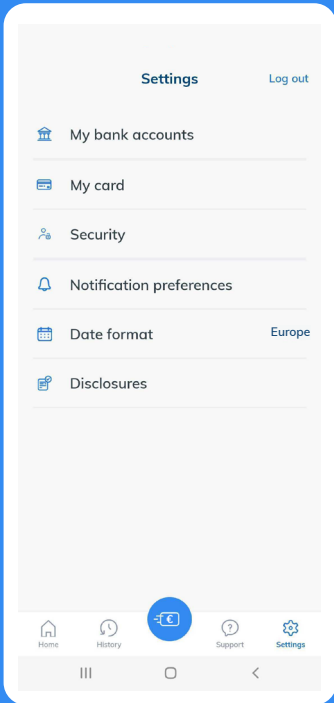 Settings
Log out
My bank accounts
My card
Security
Notification preferences
Date format
Europe
Disclosures
€
?
Home
History
Support
Settings